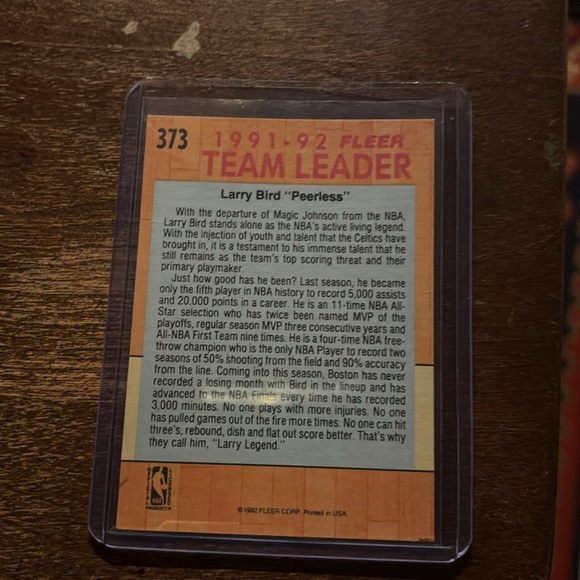 373
1991-92 FLEER
TEAM LEADER
Larry Bird "Peerless"
With the departure of Magic Johnson from the NBA,
Larry Bird stands alone as the NBA's active living legend.
With the injection of youth and talent that the Celtics have
brought in, it is a testament to his immense talent that he
still remains as the team's top scoring threat and their
primary playmaker.
Just how good has he been? Last season, he became
only the fifth player in NBA history to record 5,000 assists
and 20,000 points in a career. He is an 11-time NBA All-
Star selection who has twice been named MVP of the
playoffs, regular season MVP three consecutive years and
All-NBA First Team nine times. He is a four-time NBA free-
throw champion who is the only NBA Player to record two
seasons of 50% shooting from the field and 90% accuracy
from the line. Coming into this season, Boston has never
recorded a losing month with Bird in the lineup and has
advanced to the NBA Finals every time he has recorded
3,000 minutes. No one plays with more injuries. No one
has pulled games out of the fire more times. No one can hit
three's, rebound, dish and flat out score better. That's why
they call him, "Larry Legend."
OFFICIAL LICENSED
NBA
PRODUCTS
©1992 FLEER CORP. Printed in USA